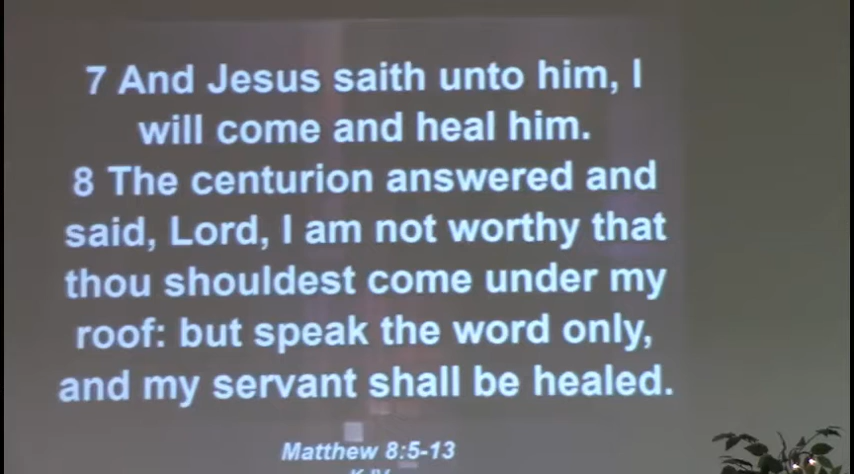 7 And Jesus saith unto him, I
will come and heal him.
8 The centurion answered and
said, Lord, I am not worthy that
thou shouldest come under my
roof: but speak the word only,
and my servant shall be healed.
Matthew 8:5-13
KJV